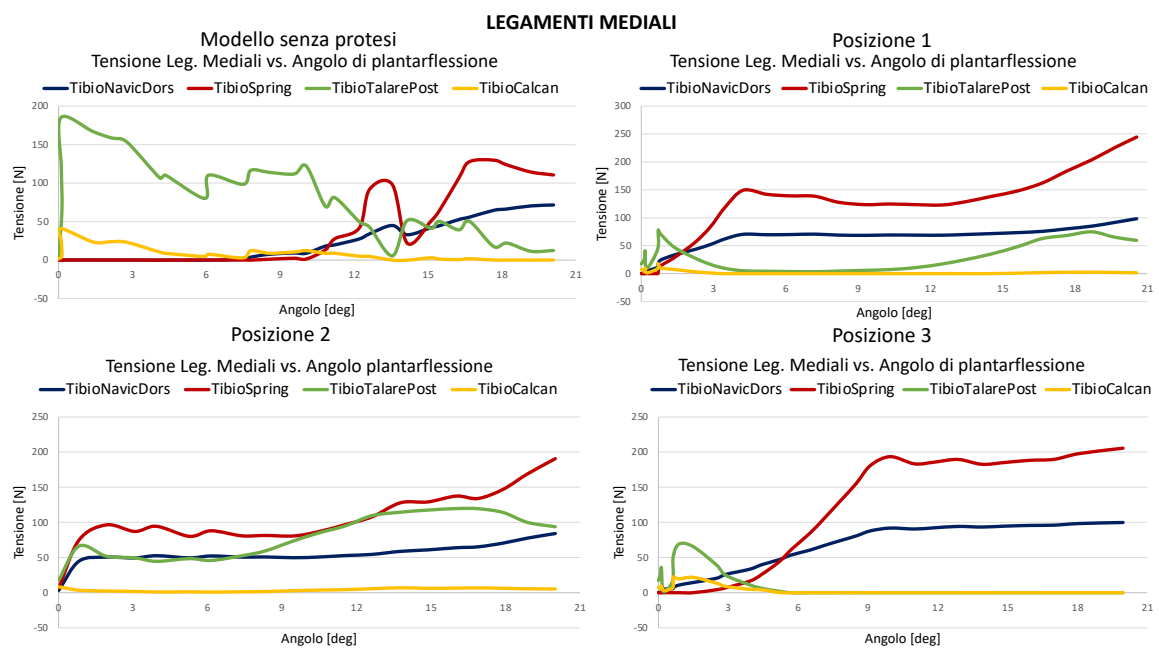 LEGAMENTI MEDIALI
Modello senza protesi
Tensione Leg. Mediali vs. Angolo di plantarflessione
TibioNavicDors TibioSpring TibioTalarePost TibioCalcan
200
150
100
50
0
-50
0 3 6 9 12 15 18 21
Tensione [N]
Angolo [deg]
Posizione 1
Tensione Leg. Mediali vs. Angolo di plantarflessione
TibioNavicDors TibioSpring TibioTalarePost TibioCalcan
300
250
200
150
100
50
0
-50
0 3 6 9 12 15 18 21
Tensione [N]
Angolo [deg]
Posizione 2
Tensione Leg. Mediali vs. Angolo plantarflessione
TibioNavicDors TibioSpring TibioTalarePost TibioCalcan
250
200
150
100
50
0
-50
0 3 6 9 12 15 18 21
Tensione [N]
Angolo [deg]
Posizione 3
Tensione Leg. Mediali vs. Angolo di plantarflessione
TibioNavicDors TibioSpring TibioTalarePost TibioCalcan
250
200
150
100
50
0
-50
0 3 6 9 12 15 18 21
Tensione [N]
Angolo [deg]